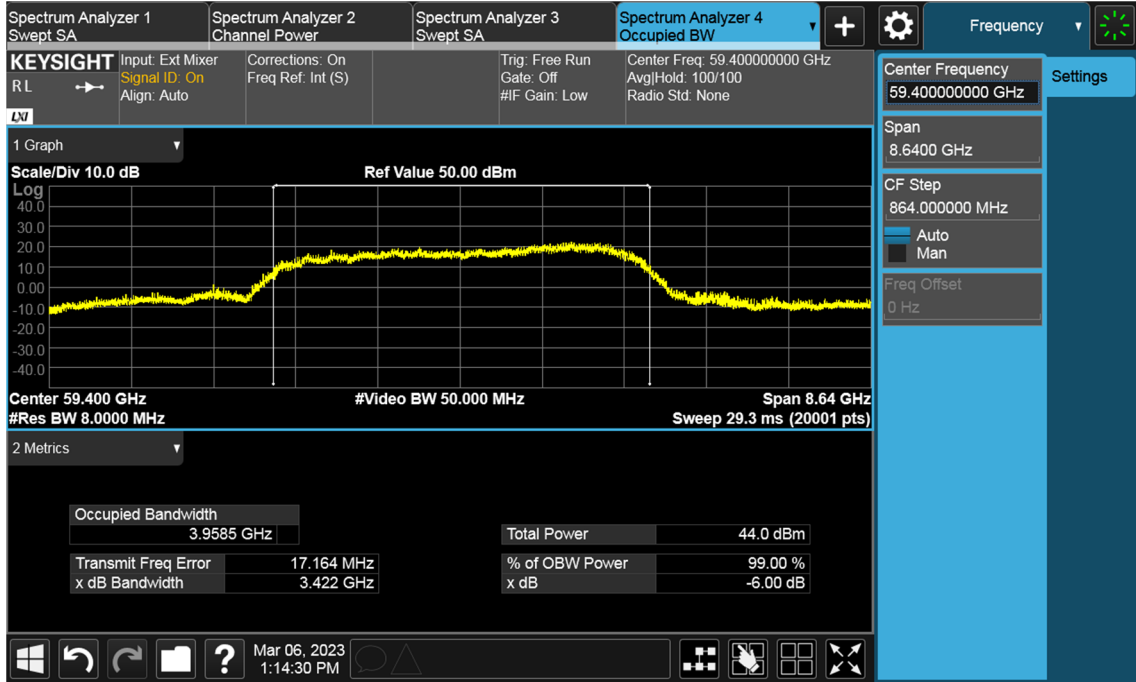 Spectrum Analyzer 1
Swept SA
Spectrum Analyzer 2
Channel Power
Spectrum Analyzer 3
Swept SA
Spectrum Analyzer 4
Occupied BW
Frequency
KEYSIGHT
R L
LXI
Input: Ext Mixer
Signal ID: On
Align: Auto
Corrections: On
Freq Ref: Int (S)
Trig: Free Run
Gate: Off
#IF Gain: Low
Center Freq: 59.400000000 GHz
Avg|Hold: 100/100
Radio Std: None
Center Frequency
59.400000000 GHz
Settings
Span
8.6400 GHz
CF Step
864.000000 MHz
Auto
Man
Freq Offset
0 Hz
1 Graph
Scale/Div 10.0 dB
Ref Value 50.00 dBm
Log
40.0
30.0
20.0
10.0
0.00
-10.0
-20.0
-30.0
-40.0
Center 59.400 GHz
#Video BW 50.000 MHz
Span 8.64 GHz
#Res BW 8.0000 MHz
Sweep 29.3 ms (20001 pts)
2 Metrics
Occupied Bandwidth
3.9585 GHz
Total Power 44.0 dBm
Transmit Freq Error 17.164 MHz
% of OBW Power 99.00 %
x dB Bandwidth 3.422 GHz
x dB -6.00 dB
?
Mar 06, 2023
1:14:30 PM